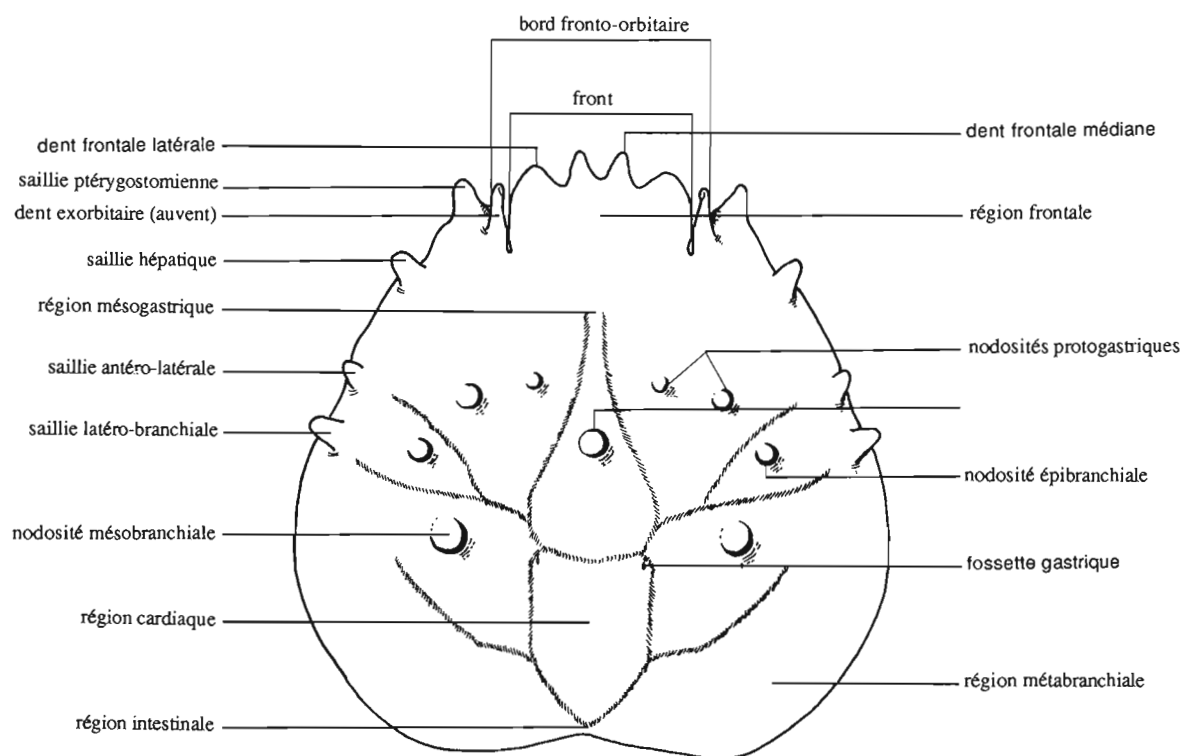 bord fronto-orbitaire
front
dent frontale latérale
dent frontale médiane
saillie ptérygostomienne
dent exorbitaire (auvent)
région frontale
saillie hépatique
région mésogastrique
nodosités protogastriques
saillie antéro-latérale
saillie latéro-branchiale
nodosité épibranchiale
nodosité mésobranchiale
fossette gastrique
région cardiaque
région métabranchiale
région intestinale